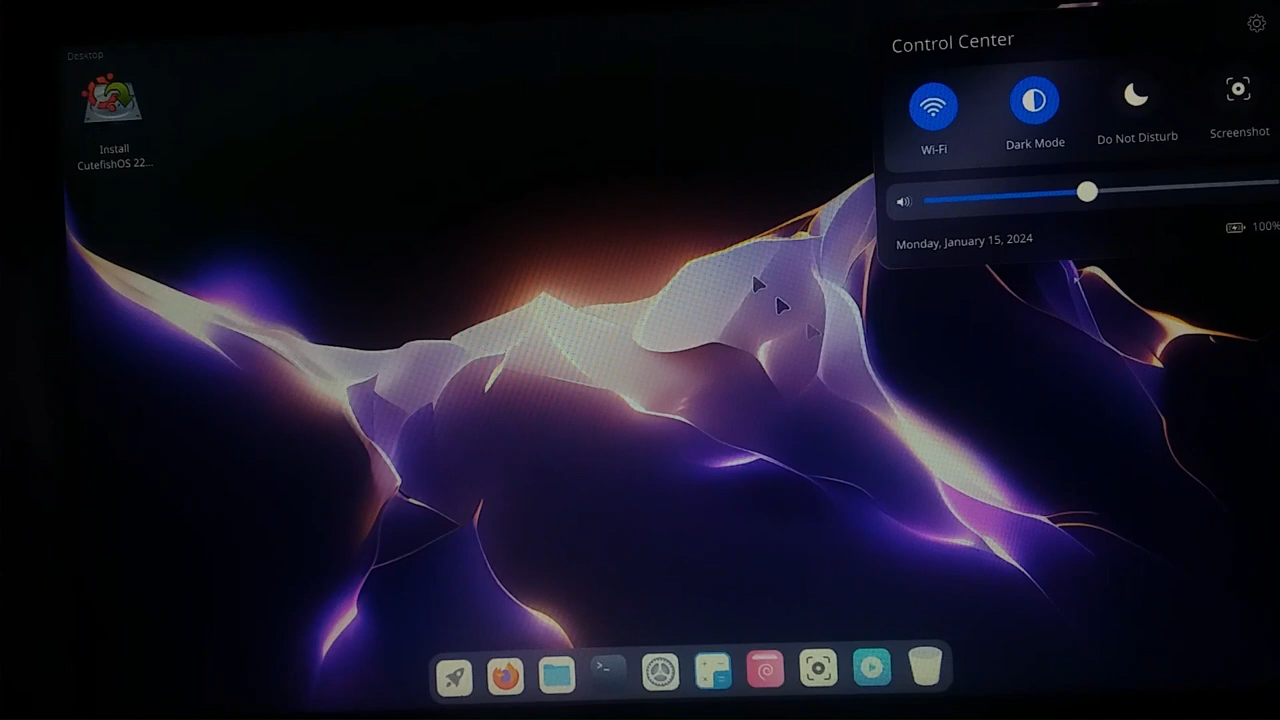 Desktop
Install
CutefishOS 22...
Control Center
Wi-Fi
Dark Mode
Do Not Disturb
Screenshot
Monday, January 15, 2024
100%
>_